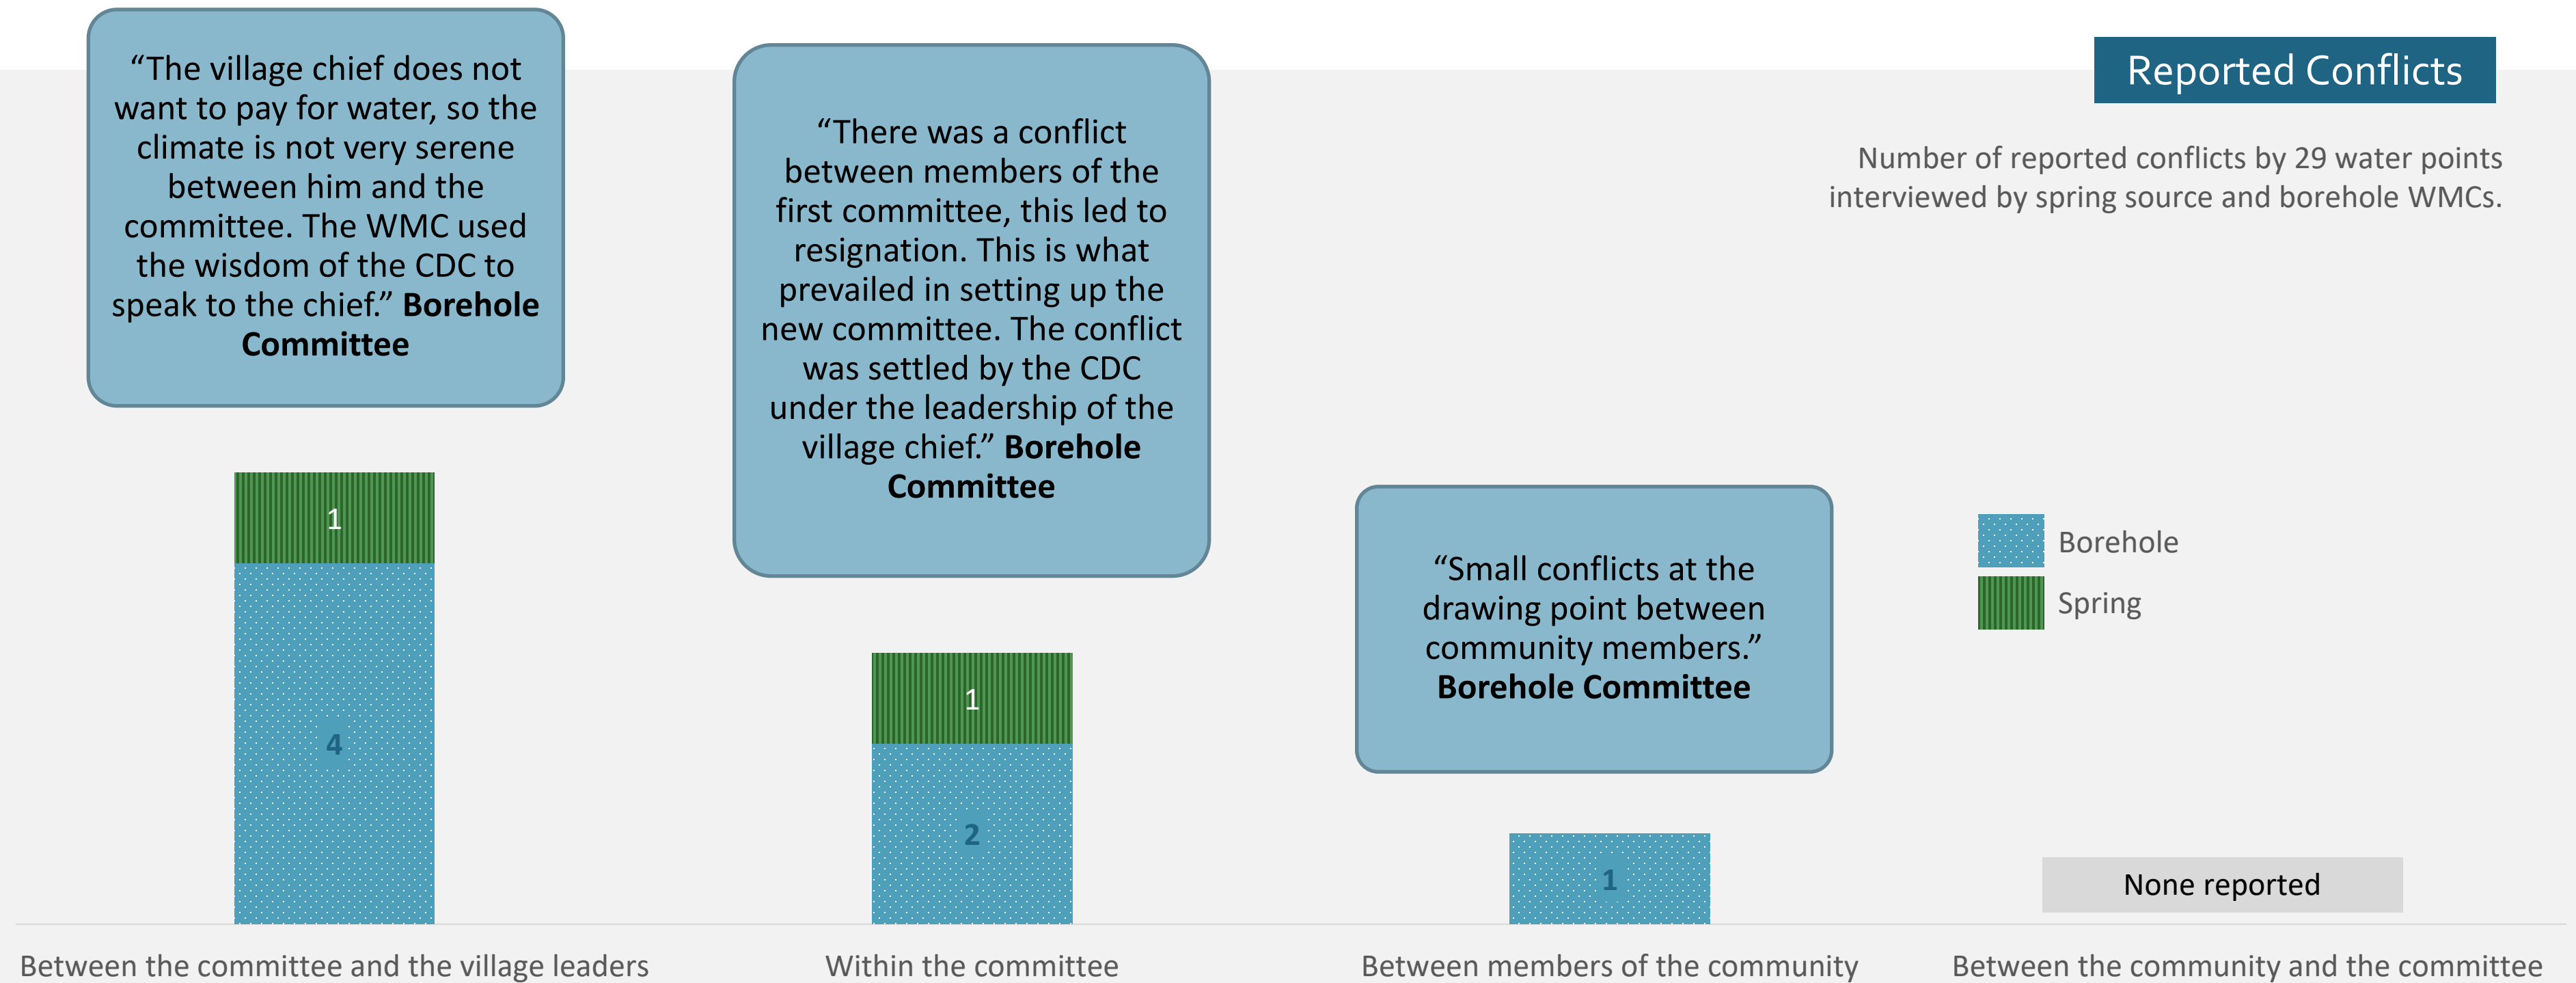 “The village chief does not
want to pay for water, so the
climate is not very serene
between him and the
committee. The WMC used
the wisdom of the CDC to
speak to the chief.” Borehole
Committee
“There was a conflict
between members of the
first committee, this led to
resignation. This is what
prevailed in setting up the
new committee. The conflict
was settled by the CDC
under the leadership of the
village chief.” Borehole
Committee
Reported Conflicts
Number of reported conflicts by 29 water points
interviewed by spring source and borehole WMCs.
“Small conflicts at the
drawing point between
community members.”
Borehole Committee
Borehole
Spring
1
4
1
2
1
None reported
Between the committee and the village leaders
Within the committee
Between members of the community
Between the community and the committee